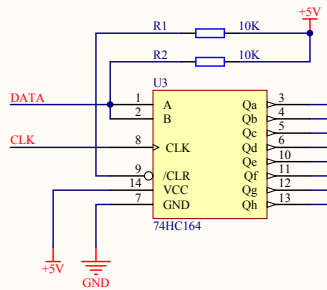 +5V
R1 10K
R2 10K
U3
DATA 1 A Qa 3
2 B Qb 4
Qc 5
CLK 8 CLK Qd 6
Qe 10
9 /CLR Qf 11
14 VCC Qg 12
7 GND Qh 13
74HC164
+5V
GND